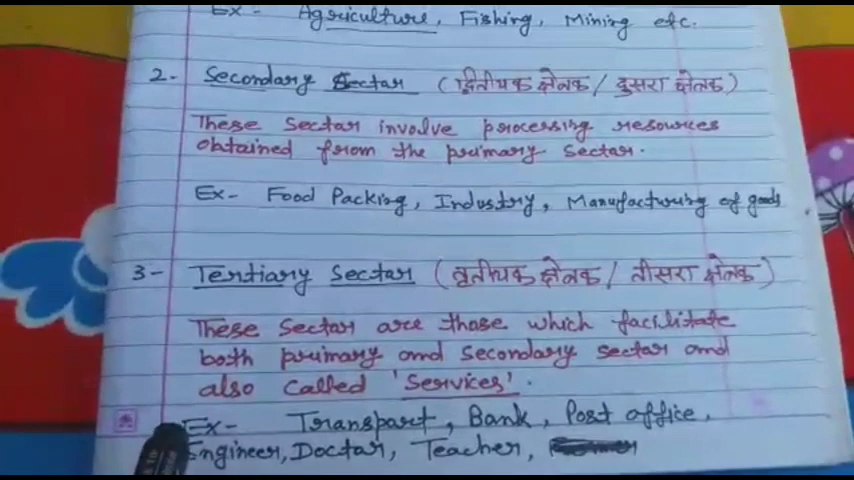 Ex- Agriculture, Fishing, Mining etc.
2- Secondary Sector (द्वितीयक क्षेत्रक / दुसरा क्षेत्रक)
These Sector involve processing resources
obtained from the primary sector.
Ex- Food Packing, Industry, Manufacturing of goods
3- Tertiary Sector (तृतीयक क्षेत्रक / तीसरा क्षेत्रक)
These Sector are those which facilitate
both primary and secondary sector and
also called 'Services'.
Ex- Transport, Bank, Post office,
Engineer, Doctor, Teacher,